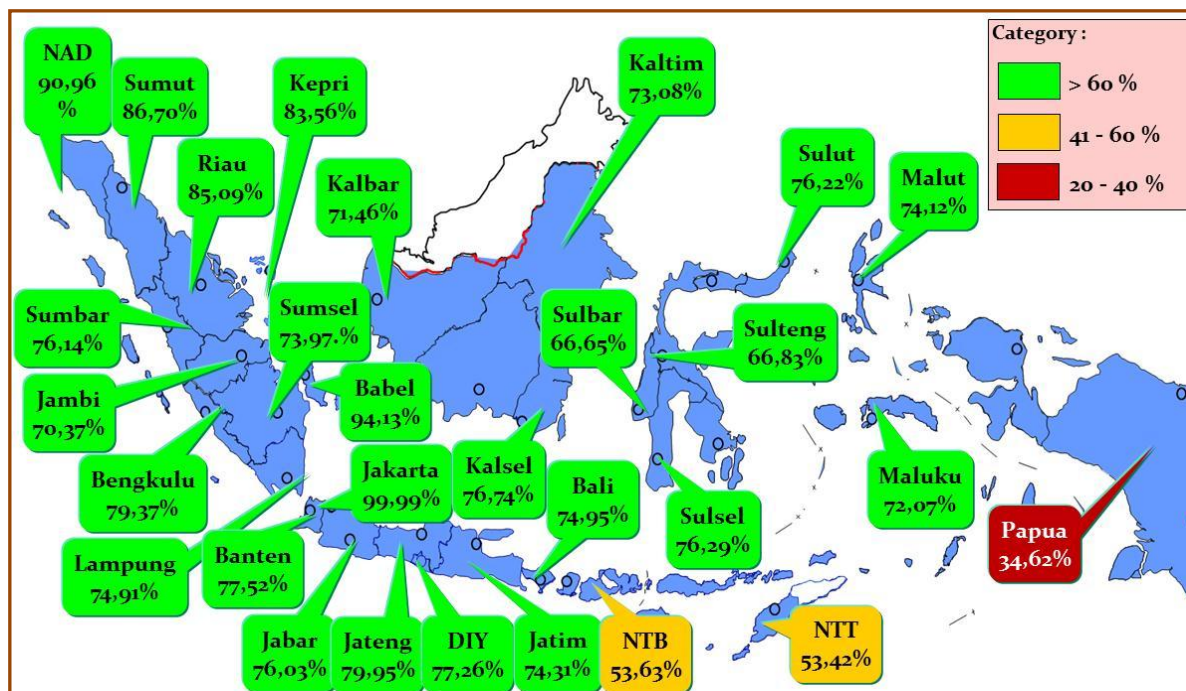 NAD
90,96
%
Sumut
86,70%
Kepri
83,56%
Kaltim
73,08%
Category :
> 60 %
41 - 60 %
20 - 40 %
Riau
85,09%
Kalbar
71,46%
Sulut
76,22%
Malut
74,12%
Sumbar
76,14%
Sumsel
73,97.%
Sulbar
66,65%
Sulteng
66,83%
Jambi
70,37%
Babel
94,13%
Bengkulu
79,37%
Jakarta
99,99%
Kalsel
76,74%
Bali
74,95%
Sulsel
76,29%
Maluku
72,07%
Papua
34,62%
Lampung
74,91%
Banten
77,52%
Jabar
76,03%
Jateng
79,95%
DIY
77,26%
Jatim
74,31%
NTB
53,63%
NTT
53,42%